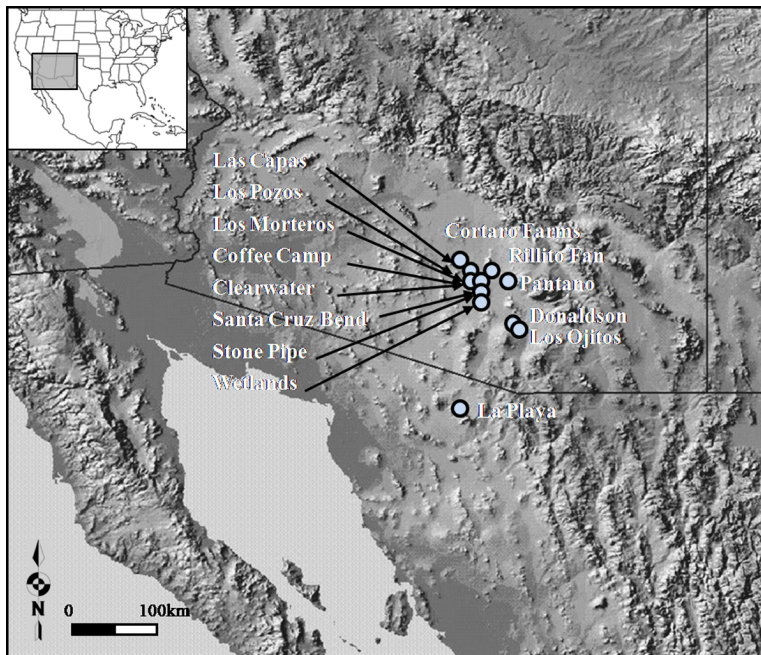 Las Capas
Los Pozos
Los Morteros
Coffee Camp
Clearwater
Santa Cruz Bend
Stone Pipe
Wetlands
Cortaro Farms
Rillito Fan
Pantano
Donaldson
Los Ojitos
La Playa
N
0 100km